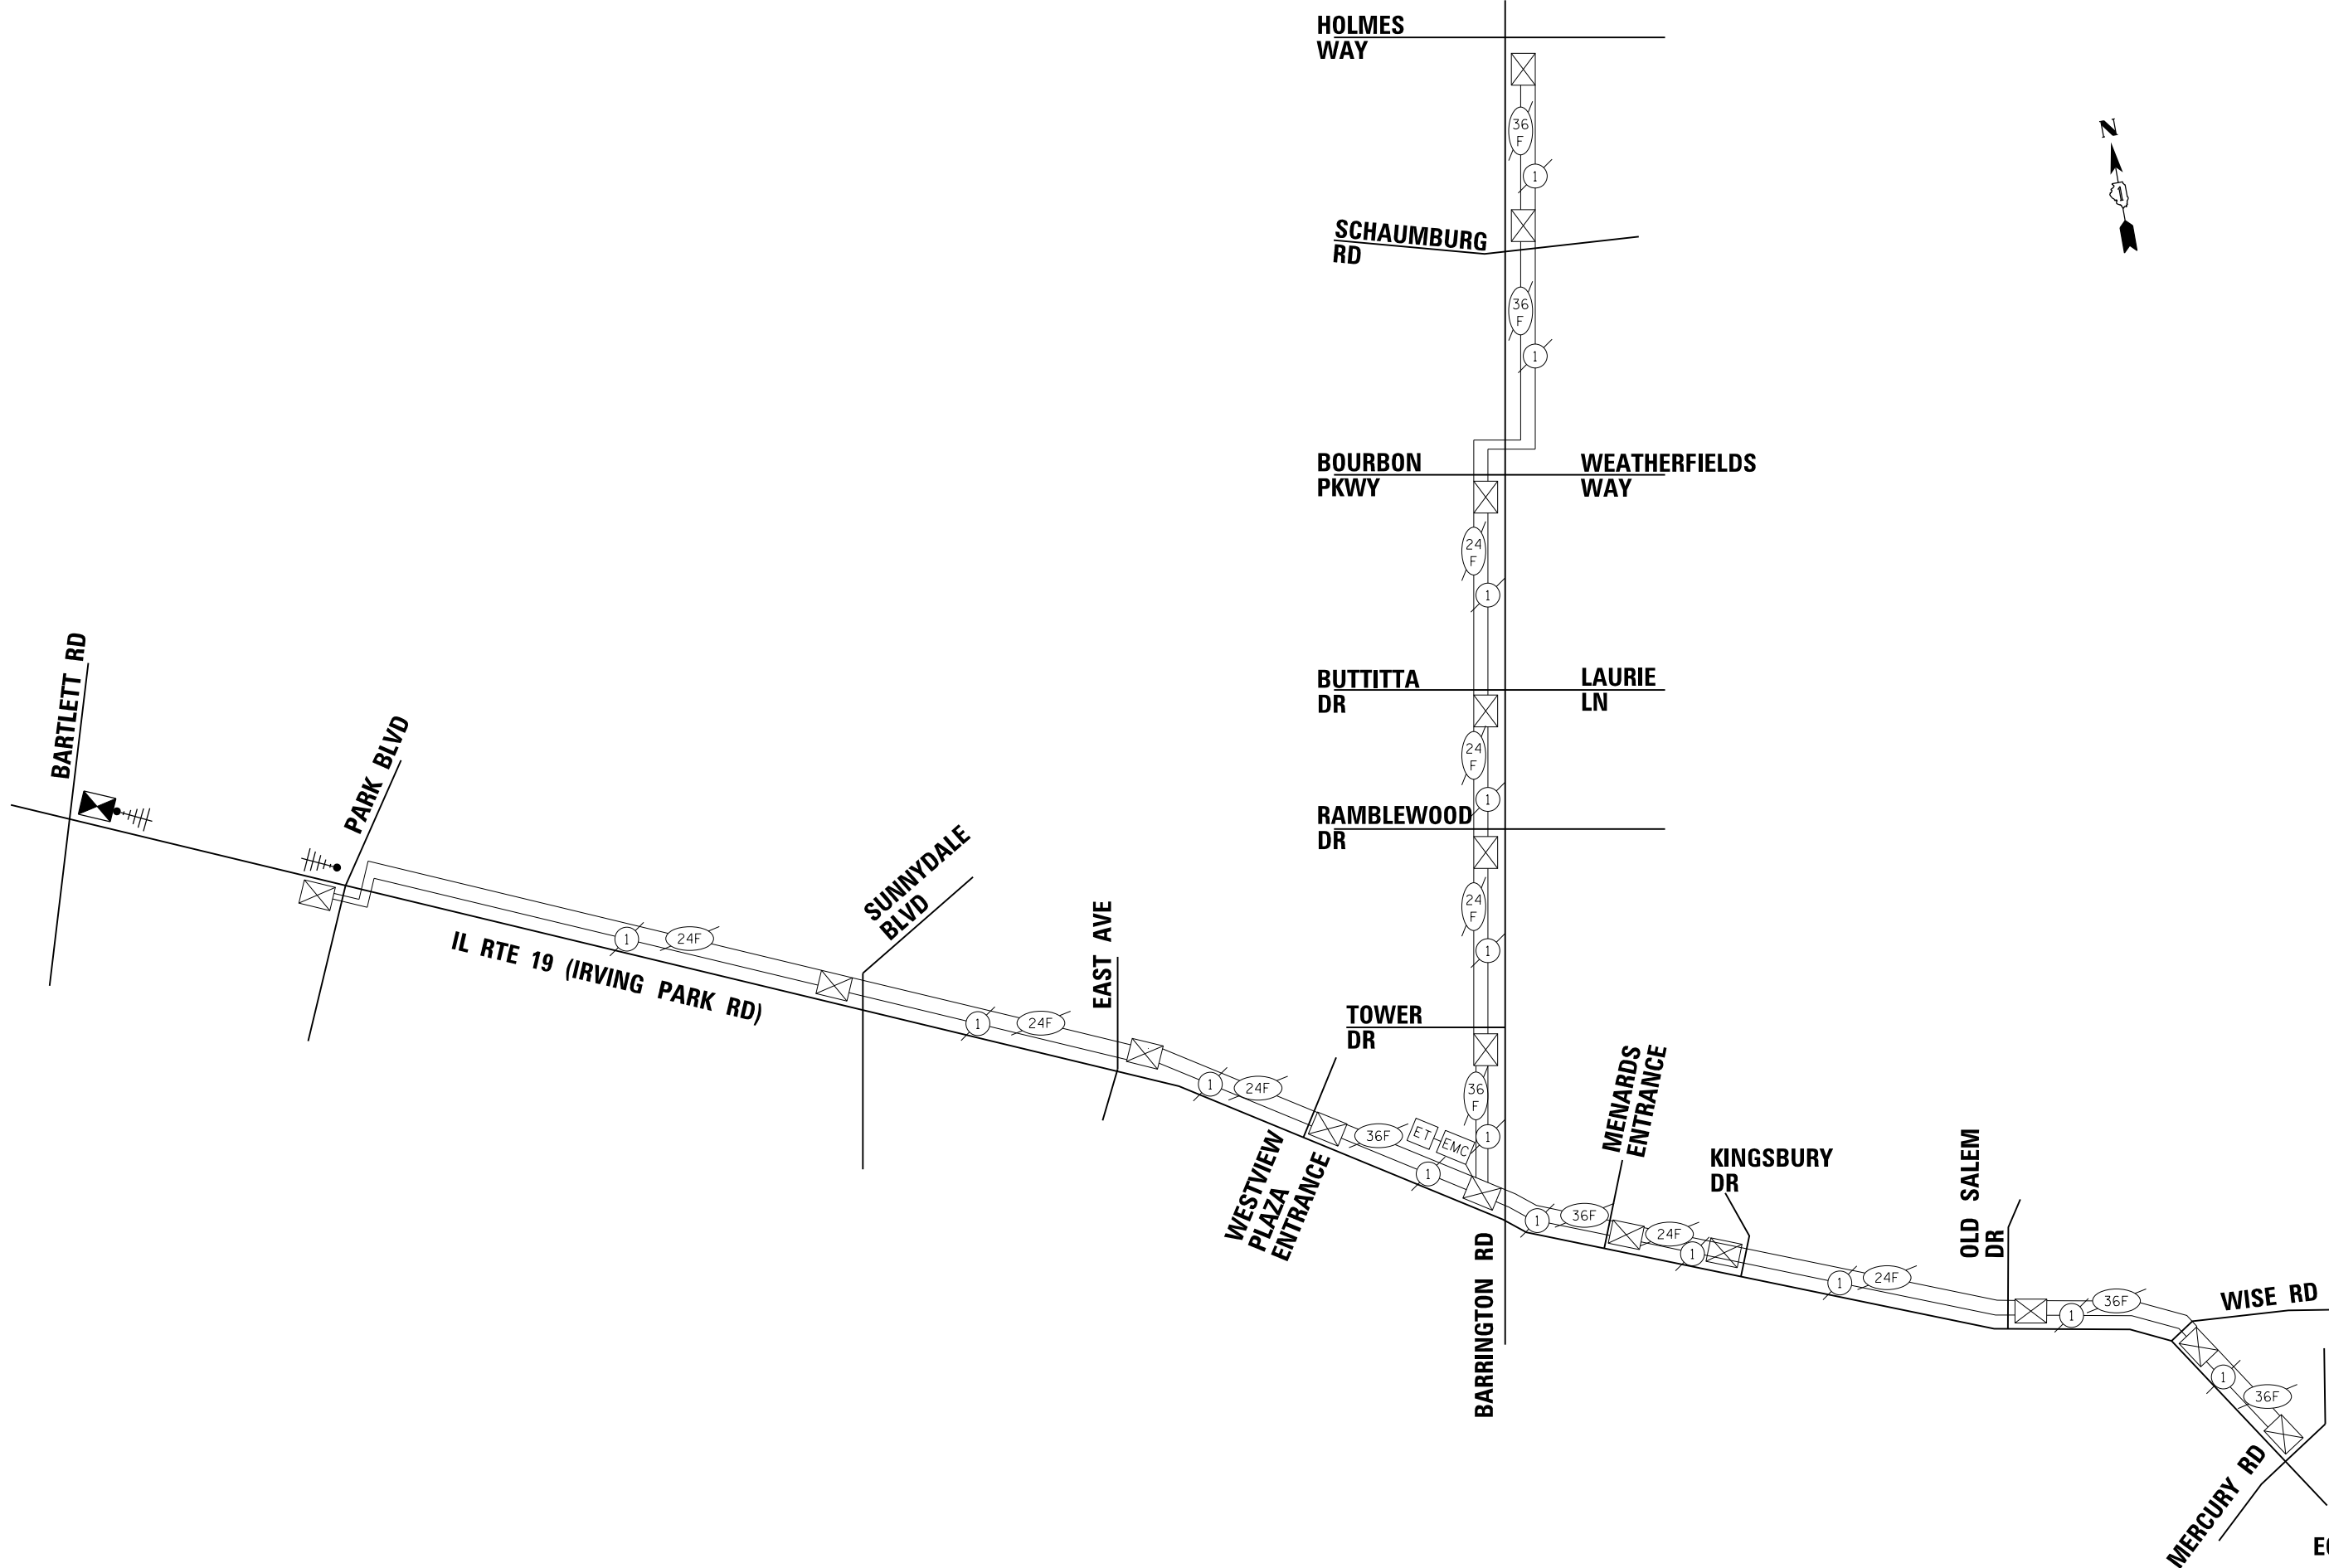 HOLMES
WAY
36
F
1
N
1
SCHAUMBURG
RD
36
F
1
BOURBON
PKWY
WEATHERFIELDS
WAY
24
F
1
BUTTITTA
DR
LAURIE
LN
24
F
1
RAMBLEWOOD
DR
24
F
1
TOWER
DR
36
F
1
BARTLETT RD
PARK BLVD
IL RTE 19 (IRVING PARK RD)
1
24F
SUNNYDALE
BLVD
1
24F
EAST AVE
1
24F
WESTVIEW
PLAZA
ENTRANCE
36F
1
ET
EMC
BARRINGTON RD
1
36F
MENARDS
ENTRANCE
24F
1
KINGSBURY
DR
1
24F
OLD SALEM
DR
1
36F
WISE RD
1
36F
MERCURY RD